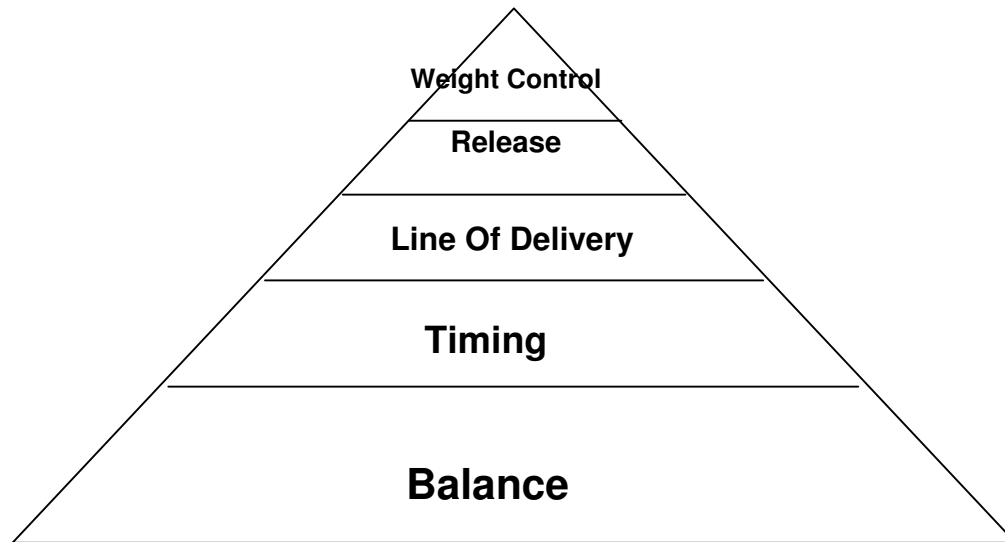 Weight Control
Release
Line Of Delivery
Timing
Balance